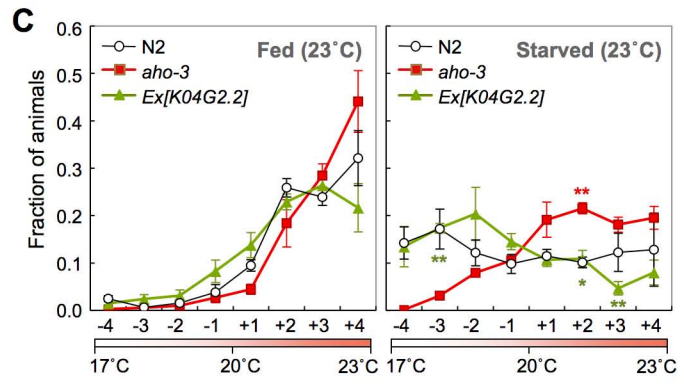 C
Fraction of animals
0.6
0.5
0.4
0.3
0.2
0.1
0.0
N2
aho-3
Ex[K04G2.2]
Fed (23˚C)
-4 -3 -2 -1 +1 +2 +3 +4
17˚C 20˚C 23˚C
N2
aho-3
Ex[K04G2.2]
Starved (23˚C)
**
**
*
**
-4 -3 -2 -1 +1 +2 +3 +4
17˚C 20˚C 23˚C